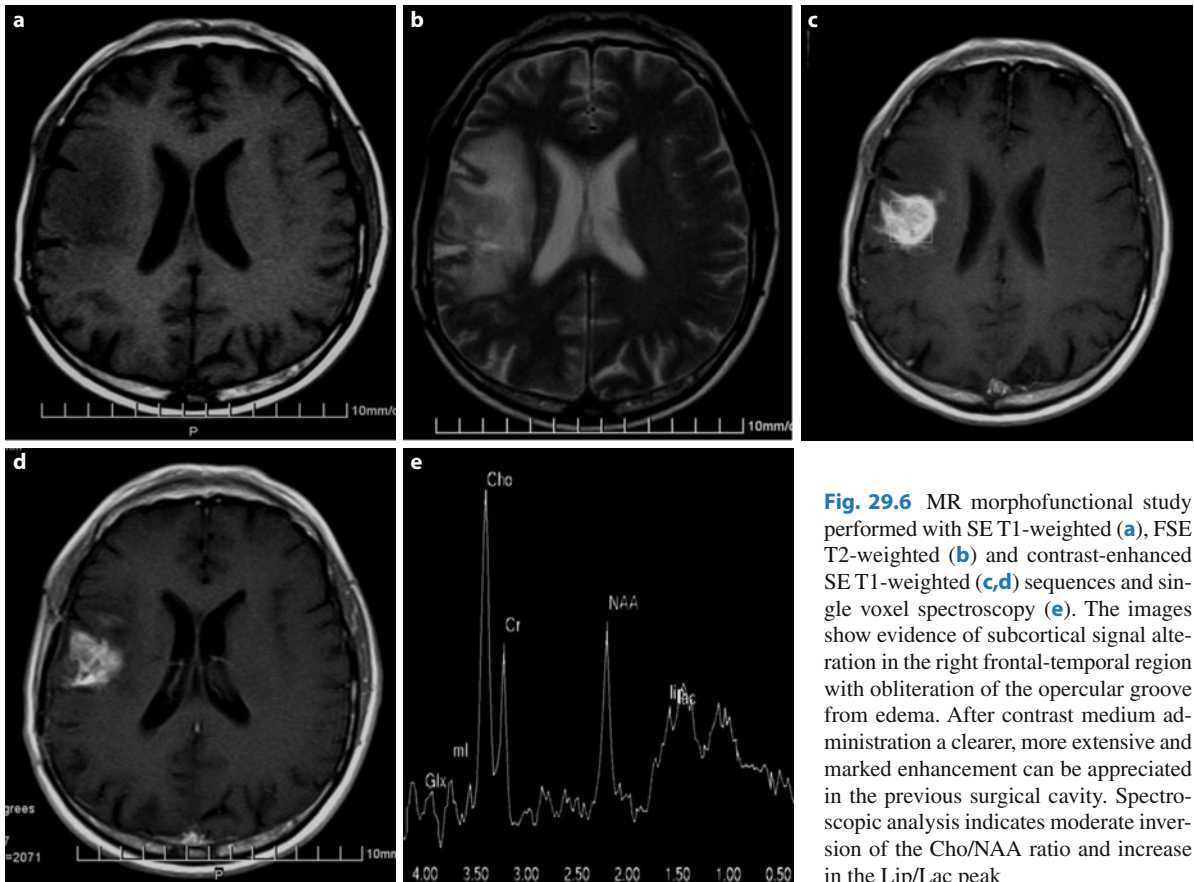 a
b
c
10mm/c
P
10mm/c
d
grees
7
=2071
10mm
P
e
Cho
Cr
NAA
lip
lac
mI
Glx
4.00 3.50 3.00 2.50 2.00 1.50 1.00 0.50
Fig. 29.6 MR morphofunctional study
performed with SE T1-weighted (a), FSE
T2-weighted (b) and contrast-enhanced
SE T1-weighted (c,d) sequences and sin-
gle voxel spectroscopy (e). The images
show evidence of subcortical signal alte-
ration in the right frontal-temporal region
with obliteration of the opercular groove
from edema. After contrast medium ad-
ministration a clearer, more extensive and
marked enhancement can be appreciated
in the previous surgical cavity. Spectro-
scopic analysis indicates moderate inver-
sion of the Cho/NAA ratio and increase
in the Lip/Lac peak